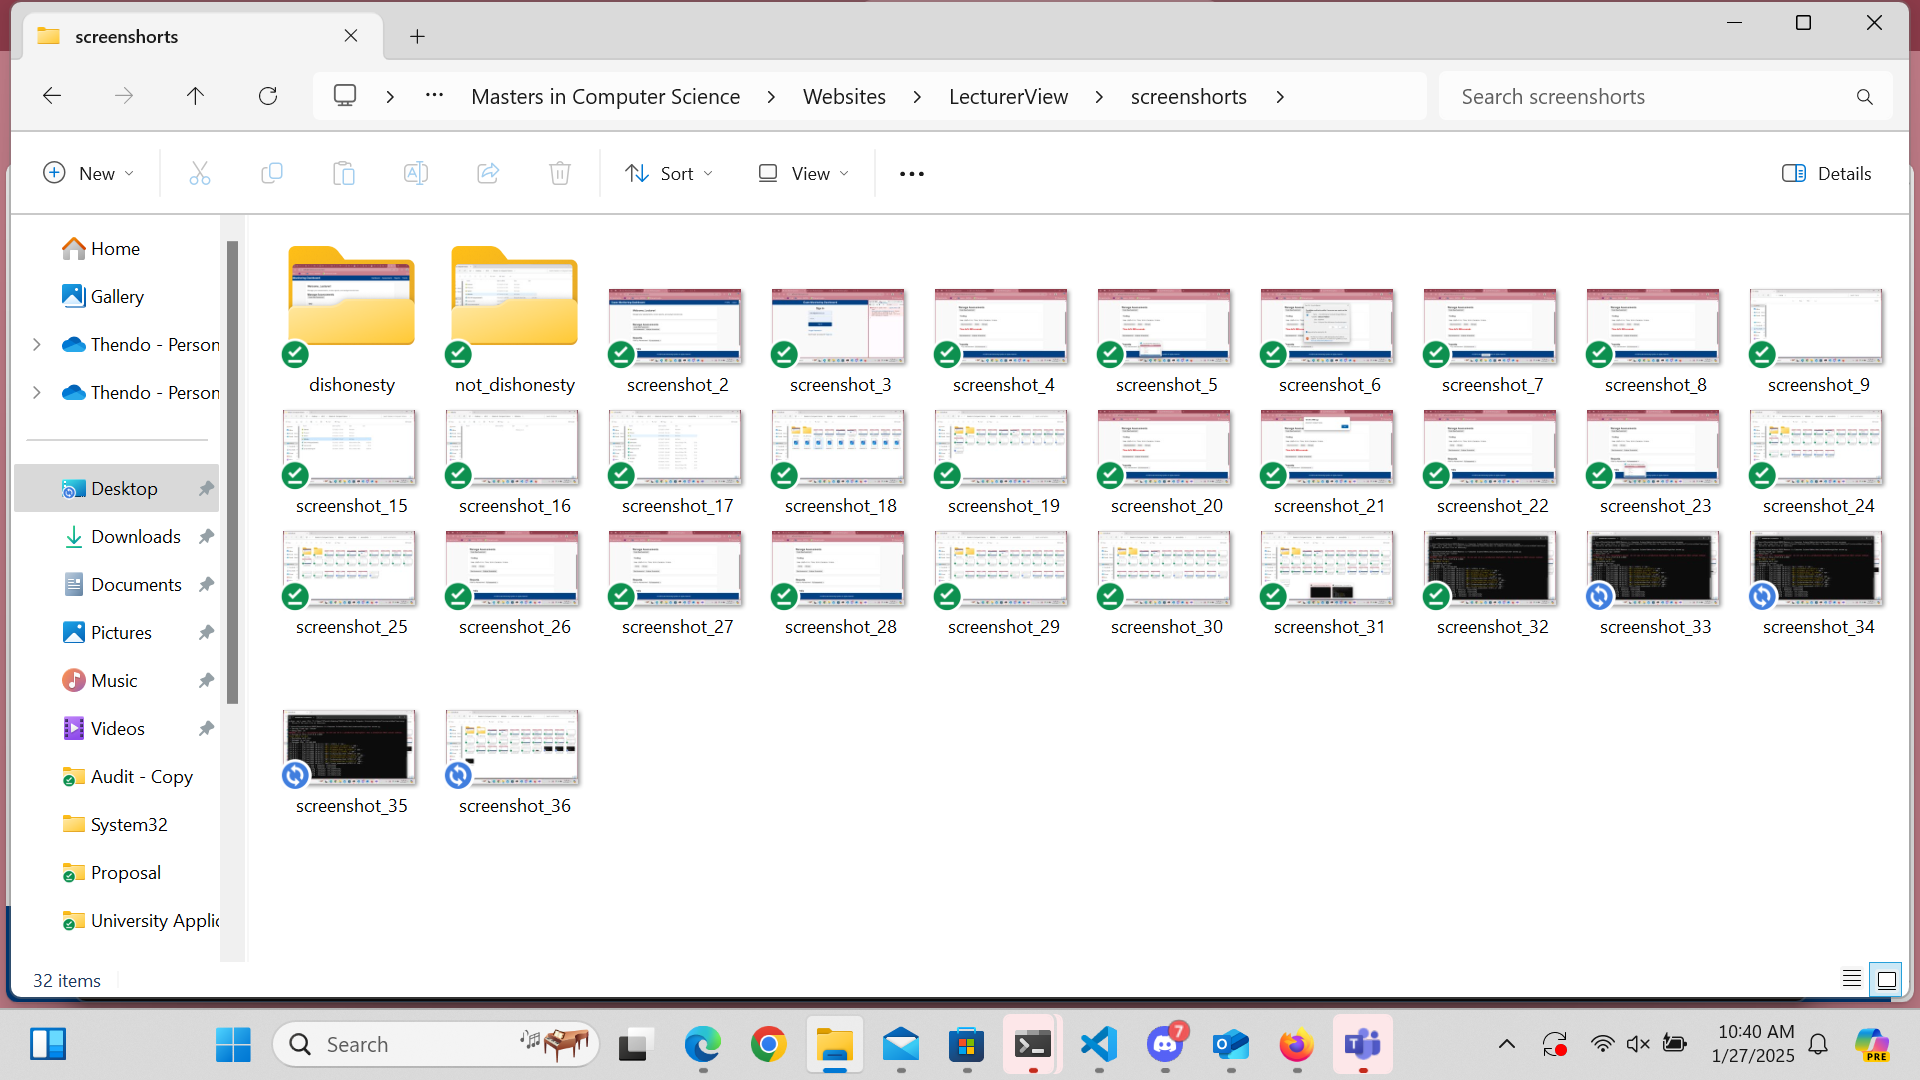 screenshorts
Masters in Computer Science
Websites
LecturerView
screenshorts
Search screenshorts
New
Sort
View
Details
Home
Gallery
Thendo - Person
Thendo - Person
Desktop
Downloads
Documents
Pictures
Music
Videos
Audit - Copy
System32
Proposal
University Applic
dishonesty
not_dishonesty
screenshot_2
screenshot_3
screenshot_4
screenshot_5
screenshot_6
screenshot_7
screenshot_8
screenshot_9
screenshot_15
screenshot_16
screenshot_17
screenshot_18
screenshot_19
screenshot_20
screenshot_21
screenshot_22
screenshot_23
screenshot_24
screenshot_25
screenshot_26
screenshot_27
screenshot_28
screenshot_29
screenshot_30
screenshot_31
screenshot_32
screenshot_33
screenshot_34
screenshot_35
screenshot_36
32 items
Search
7
10:40 AM
1/27/2025
PRE